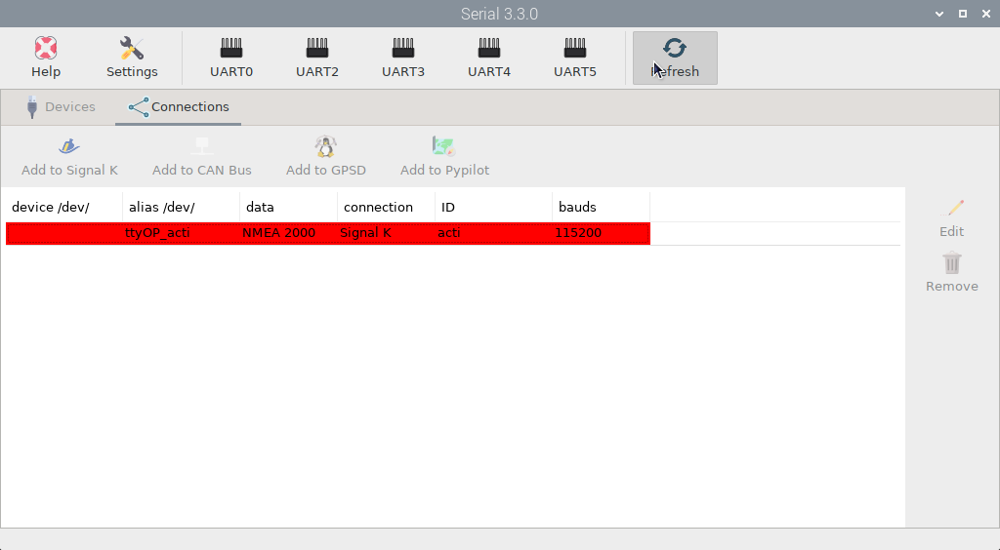 Serial 3.3.0
Help Settings UART0 UART2 UART3 UART4 UART5 Refresh
Devices Connections
Add to Signal K Add to CAN Bus Add to GPSD Add to Pypilot
device /dev/ alias /dev/ data connection ID bauds
ttyOP_acti NMEA 2000 Signal K acti 115200
Edit
Remove